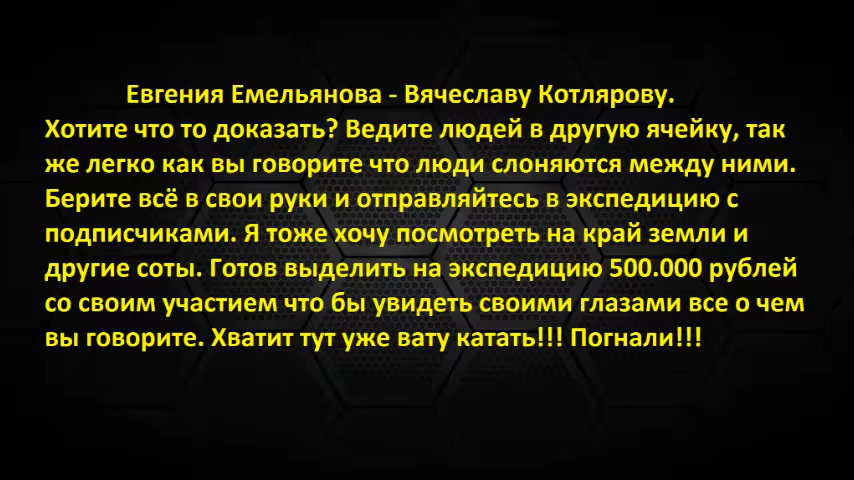 Евгения Емельянова - Вячеславу Котлярову.
Хотите что то доказать? Ведите людей в другую ячейку, так
же легко как вы говорите что люди слоняются между ними.
Берите всё в свои руки и отправляйтесь в экспедицию с
подписчиками. Я тоже хочу посмотреть на край земли и
другие соты. Готов выделить на экспедицию 500.000 рублей
со своим участием что бы увидеть своими глазами все о чем
вы говорите. Хватит тут уже вату катать!!! Погнали!!!